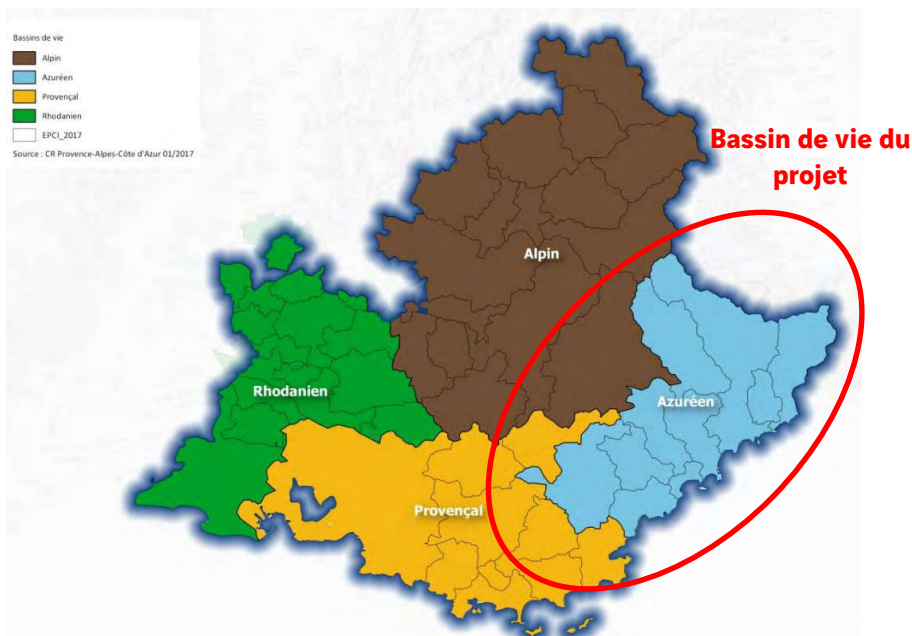 Bassins de vie
Alpin
Azuréen
Provençal
Rhodanien
EPCI_2017
Source : CR Provence-Alpes-Côte d'Azur 01/2017
Bassin de vie du
projet
Alpin
Rhodanien
Azuréen
Provençal